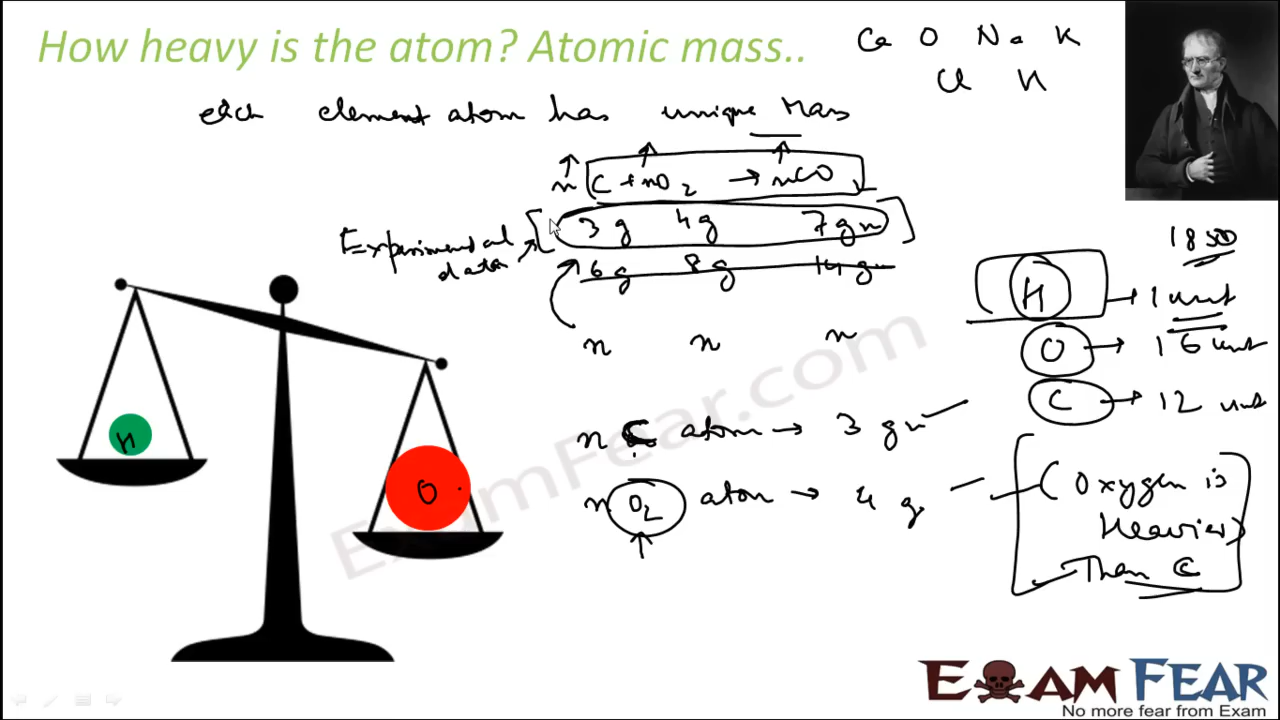 How heavy is the atom? Atomic mass..
Ca O Na K
Cl H
each element atom has unique Mass
n C + nO2 → nCO
Experimental data
3 g 4 g 7 gm
6 g 8 g 14 gm
n n n
n C atom → 3 gm
n O2 atom → 4 g
(Oxygen is
Heavier)
Than C
1850
H → 1 unit
O → 16 unit
C → 12 unit
H
O
ExamFear.com
EXAM FEAR
No more fear from Exam